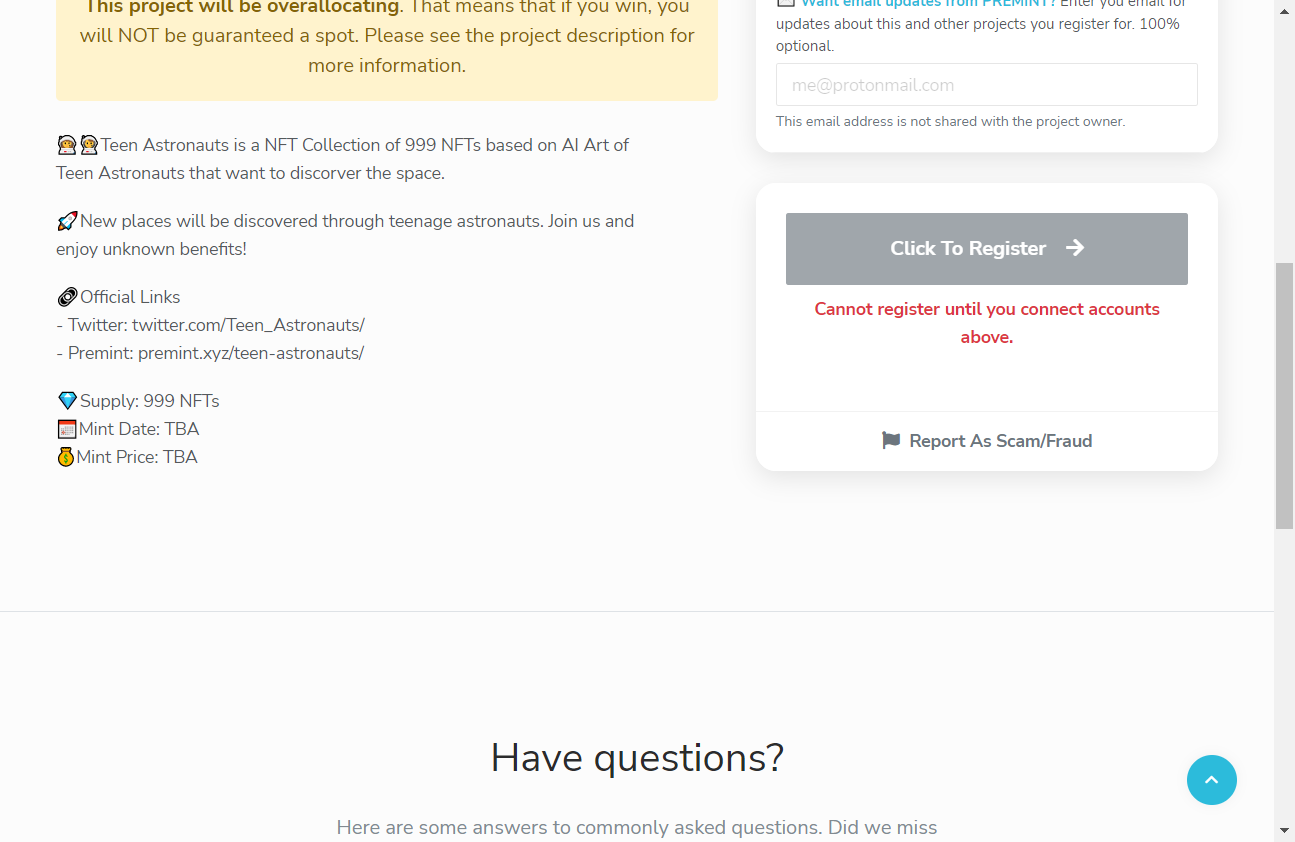 This project will be overallocating. That means that if you win, you
will NOT be guaranteed a spot. Please see the project description for
more information.
Teen Astronauts is a NFT Collection of 999 NFTs based on AI Art of
Teen Astronauts that want to discorver the space.
New places will be discovered through teenage astronauts. Join us and
enjoy unknown benefits!
Official Links
- Twitter: twitter.com/Teen_Astronauts/
- Premint: premint.xyz/teen-astronauts/
Supply: 999 NFTs
Mint Date: TBA
Mint Price: TBA
Want email updates from PREMINT? Enter you email for
updates about this and other projects you register for. 100%
optional.
me@protonmail.com
This email address is not shared with the project owner.
Click To Register
Cannot register until you connect accounts
above.
Report As Scam/Fraud
Have questions?
Here are some answers to commonly asked questions. Did we miss